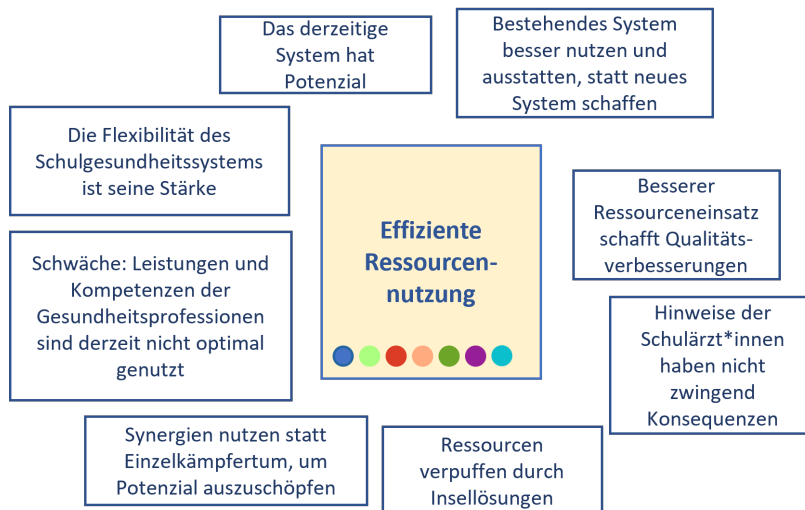 Das derzeitige
System hat
Potenzial
Bestehendes System
besser nutzen und
ausstatten, statt neues
System schaffen
Die Flexibilität des
Schulgesundheitssystems
ist seine Stärke
Effiziente
Ressourcen-
nutzung
Besserer
Ressourceneinsatz
schafft Qualitäts-
verbesserungen
Schwäche: Leistungen und
Kompetenzen der
Gesundheitsprofessionen
sind derzeit nicht optimal
genutzt
Hinweise der
Schulärzt*innen
haben nicht
zwingend
Konsequenzen
Synergien nutzen statt
Einzelkämpfertum, um
Potenzial auszuschöpfen
Ressourcen
verpuffen durch
Insellösungen